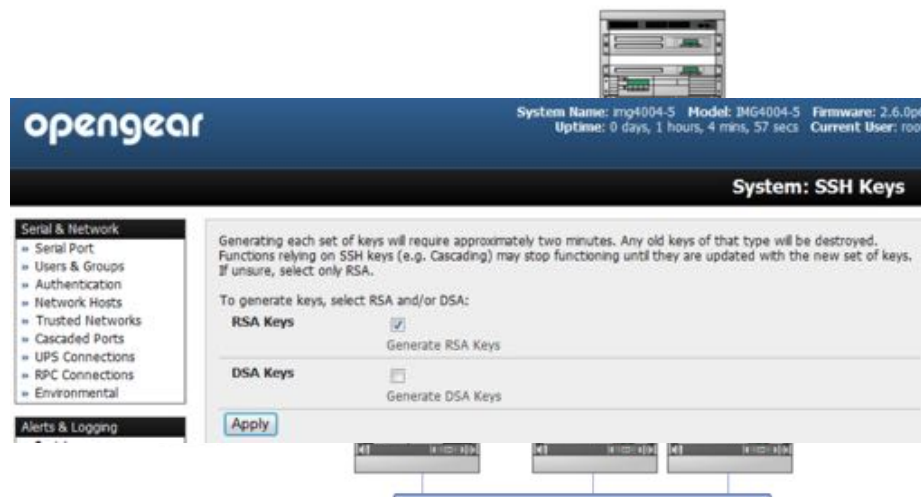 opengear
System Name: img4004-5 Model: IMG4004-5 Firmware: 2.6.0p
Uptime: 0 days, 1 hours, 4 mins, 57 secs Current User: roo
System: SSH Keys
Serial & Network
» Serial Port
» Users & Groups
» Authentication
» Network Hosts
» Trusted Networks
» Cascaded Ports
» UPS Connections
» RPC Connections
» Environmental
Alerts & Logging
Generating each set of keys will require approximately two minutes. Any old keys of that type will be destroyed.
Functions relying on SSH keys (e.g. Cascading) may stop functioning until they are updated with the new set of keys.
If unsure, select only RSA.
To generate keys, select RSA and/or DSA:
RSA Keys
Generate RSA Keys
DSA Keys
Generate DSA Keys
Apply